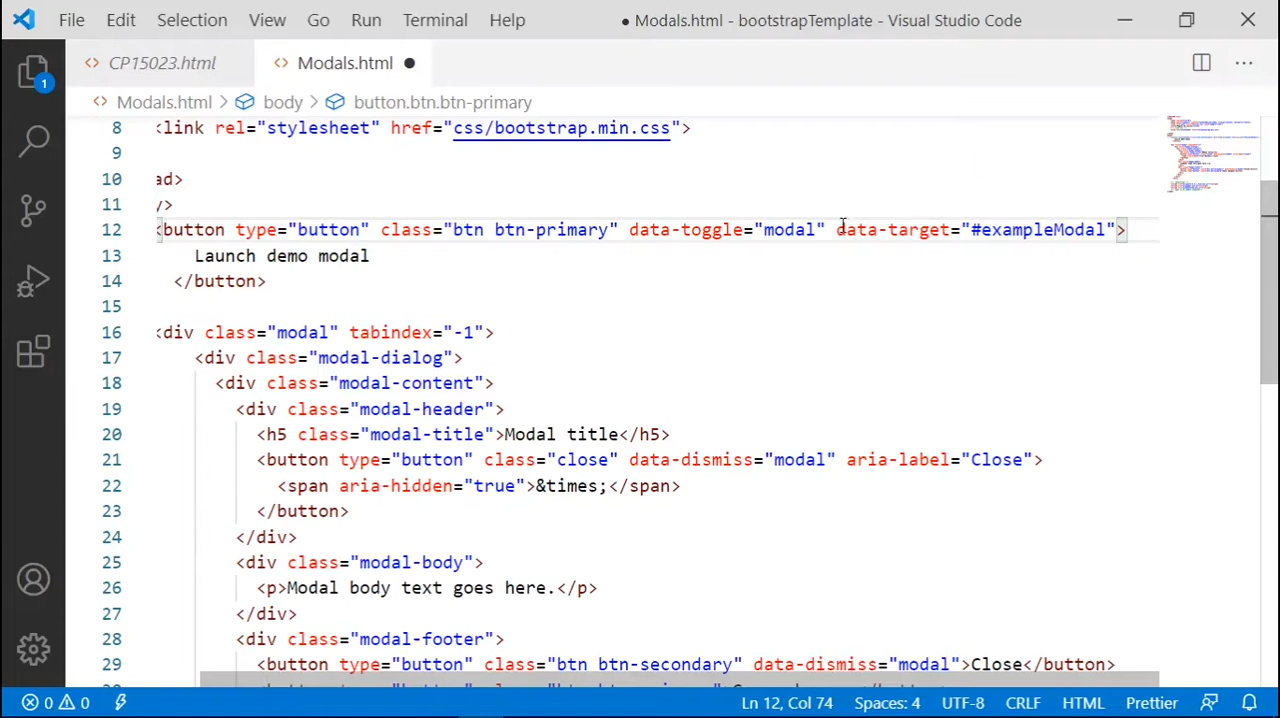 File Edit Selection View Go Run Terminal Help ● Modals.html - bootstrapTemplate - Visual Studio Code
CP15023.html Modals.html ●
Modals.html > body > button.btn.btn-primary
1
8 <link rel="stylesheet" href="css/bootstrap.min.css">
9
10 ad>
11 y>
12 <button type="button" class="btn btn-primary" data-toggle="modal" data-target="#exampleModal">
13 Launch demo modal
14 </button>
15
16 <div class="modal" tabindex="-1">
17 <div class="modal-dialog">
18 <div class="modal-content">
19 <div class="modal-header">
20 <h5 class="modal-title">Modal title</h5>
21 <button type="button" class="close" data-dismiss="modal" aria-label="Close">
22 <span aria-hidden="true">&times;</span>
23 </button>
24 </div>
25 <div class="modal-body">
26 <p>Modal body text goes here.</p>
27 </div>
28 <div class="modal-footer">
29 <button type="button" class="btn btn-secondary" data-dismiss="modal">Close</button>
0 0 Ln 12, Col 74 Spaces: 4 UTF-8 CRLF HTML Prettier